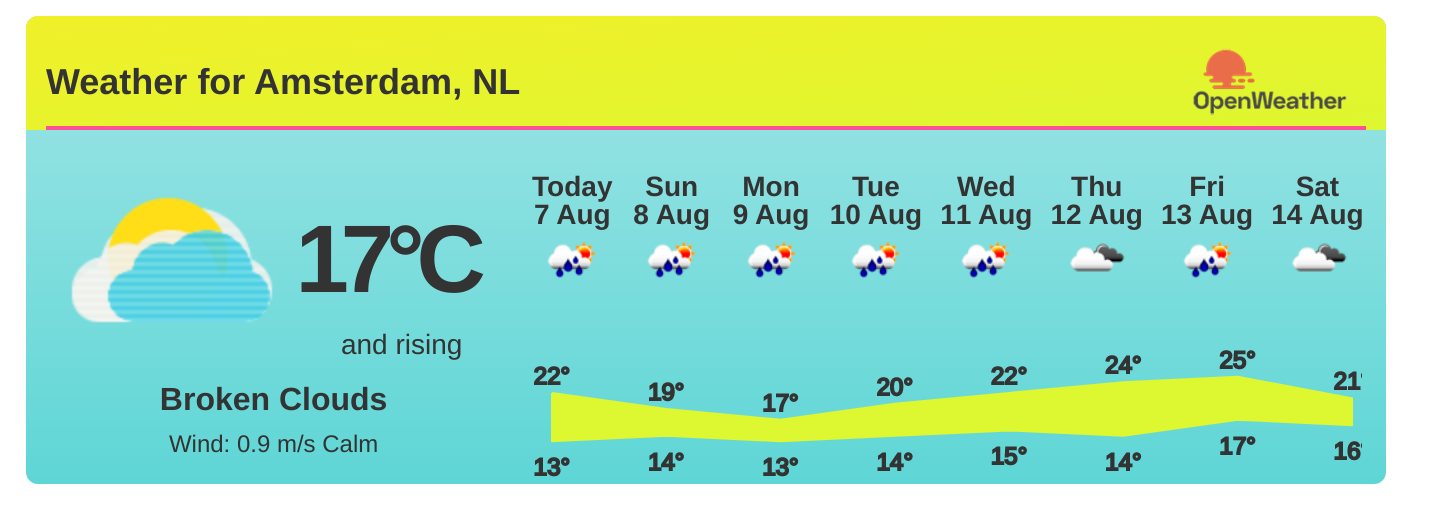 Weather for Amsterdam, NL
OpenWeather
Today Sun Mon Tue Wed Thu Fri Sat
7 Aug 8 Aug 9 Aug 10 Aug 11 Aug 12 Aug 13 Aug 14 Aug
17°C
and rising
Broken Clouds
Wind: 0.9 m/s Calm
22° 19° 17° 20° 22° 24° 25° 21°
13° 14° 13° 14° 15° 14° 17° 16°